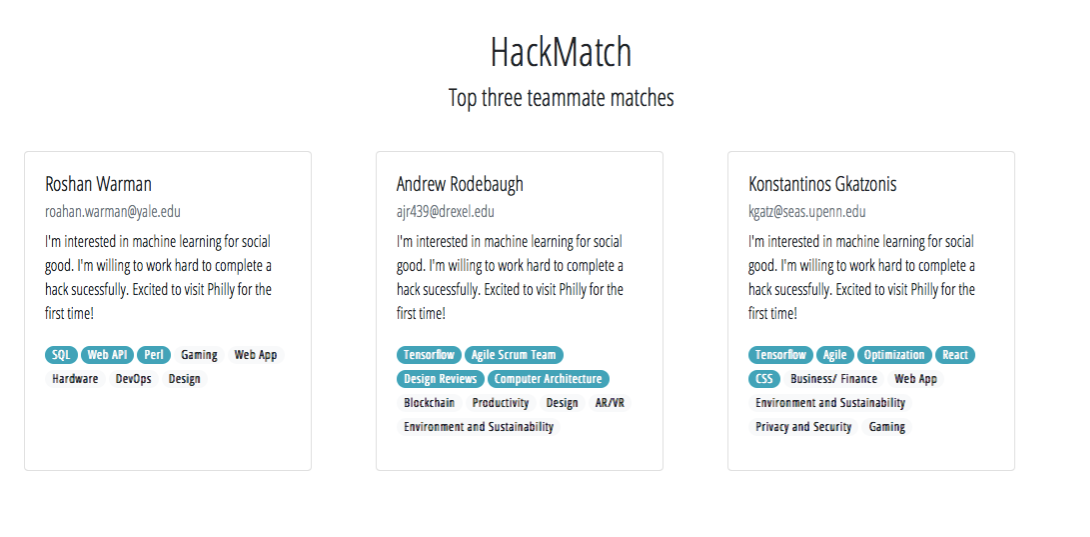 HackMatch
Top three teammate matches
Roshan Warman
roahan.warman@yale.edu
I'm interested in machine learning for social
good. I'm willing to work hard to complete a
hack sucessfully. Excited to visit Philly for the
first time!
SQL Web API Perl Gaming Web App
Hardware DevOps Design
Andrew Rodebaugh
ajr439@drexel.edu
I'm interested in machine learning for social
good. I'm willing to work hard to complete a
hack sucessfully. Excited to visit Philly for the
first time!
Tensorflow Agile Scrum Team
Design Reviews Computer Architecture
Blockchain Productivity Design AR/VR
Environment and Sustainability
Konstantinos Gkatzonis
kgatz@seas.upenn.edu
I'm interested in machine learning for social
good. I'm willing to work hard to complete a
hack sucessfully. Excited to visit Philly for the
first time!
Tensorflow Agile Optimization React
CSS Business/ Finance Web App
Environment and Sustainability
Privacy and Security Gaming